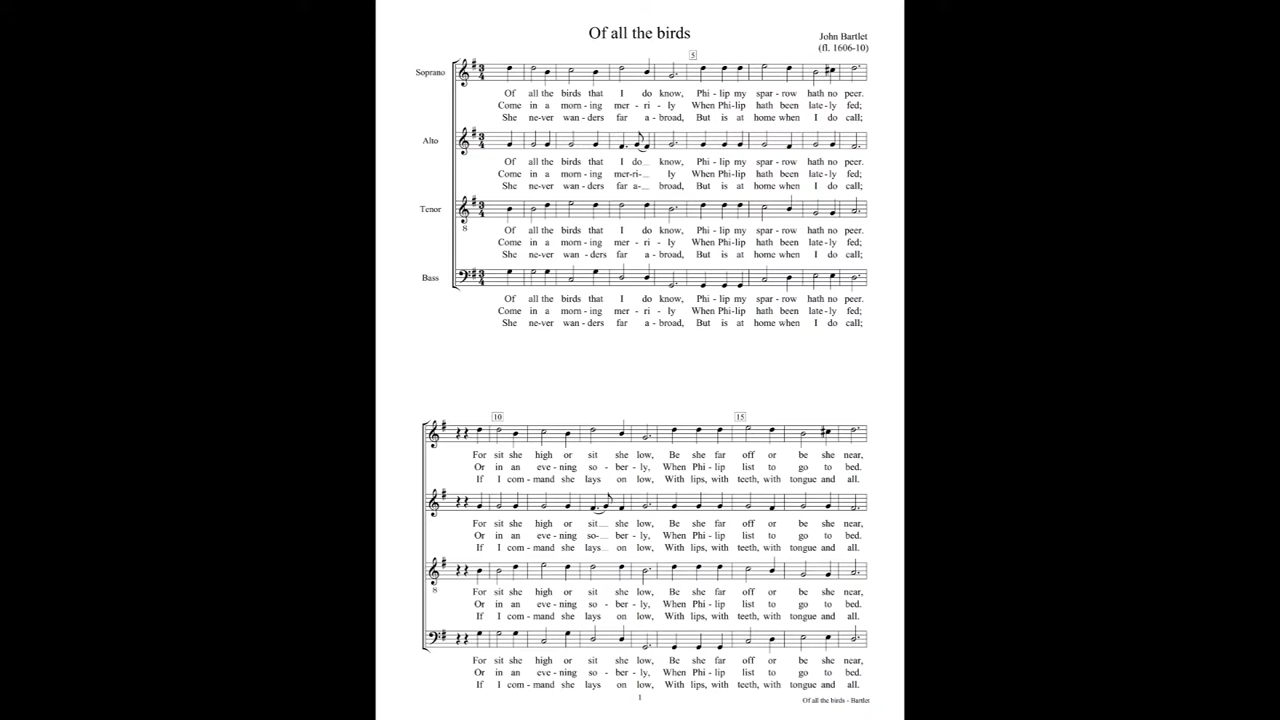 Of all the birds
John Bartlet
(fl. 1606-10)
5
Soprano
Of all the birds that I do know, Phi - lip my spar - row hath no peer.
Come in a morn - ing mer - ri - ly When Phi-lip hath been late - ly fed;
She ne-ver wan - ders far a - broad, But is at home when I do call;
Alto
Of all the birds that I do know, Phi - lip my spar - row hath no peer.
Come in a morn - ing mer-ri- ly When Phi-lip hath been late - ly fed;
She ne-ver wan - ders far a- broad, But is at home when I do call;
Tenor
8
Of all the birds that I do know, Phi - lip my spar - row hath no peer.
Come in a morn - ing mer - ri - ly When Phi-lip hath been late - ly fed;
She ne-ver wan - ders far a - broad, But is at home when I do call;
Bass
Of all the birds that I do know, Phi - lip my spar - row hath no peer.
Come in a morn - ing mer - ri - ly When Phi-lip hath been late - ly fed;
She ne-ver wan - ders far a - broad, But is at home when I do call;
10 15
For sit she high or sit she low, Be she far off or be she near,
Or in an eve - ning so - ber - ly, When Phi - lip list to go to bed.
If I com - mand she lays on low, With lips, with teeth, with tongue and all.
For sit she high or sit she low, Be she far off or be she near,
Or in an eve - ning so- ber - ly, When Phi - lip list to go to bed.
If I com - mand she lays on low, With lips, with teeth, with tongue and all.
8
For sit she high or sit she low, Be she far off or be she near,
Or in an eve - ning so - ber - ly, When Phi - lip list to go to bed.
If I com - mand she lays on low, With lips, with teeth, with tongue and all.
For sit she high or sit she low, Be she far off or be she near,
Or in an eve - ning so - ber - ly, When Phi - lip list to go to bed.
If I com - mand she lays on low, With lips, with teeth, with tongue and all.
1
Of all the birds - Bartlet